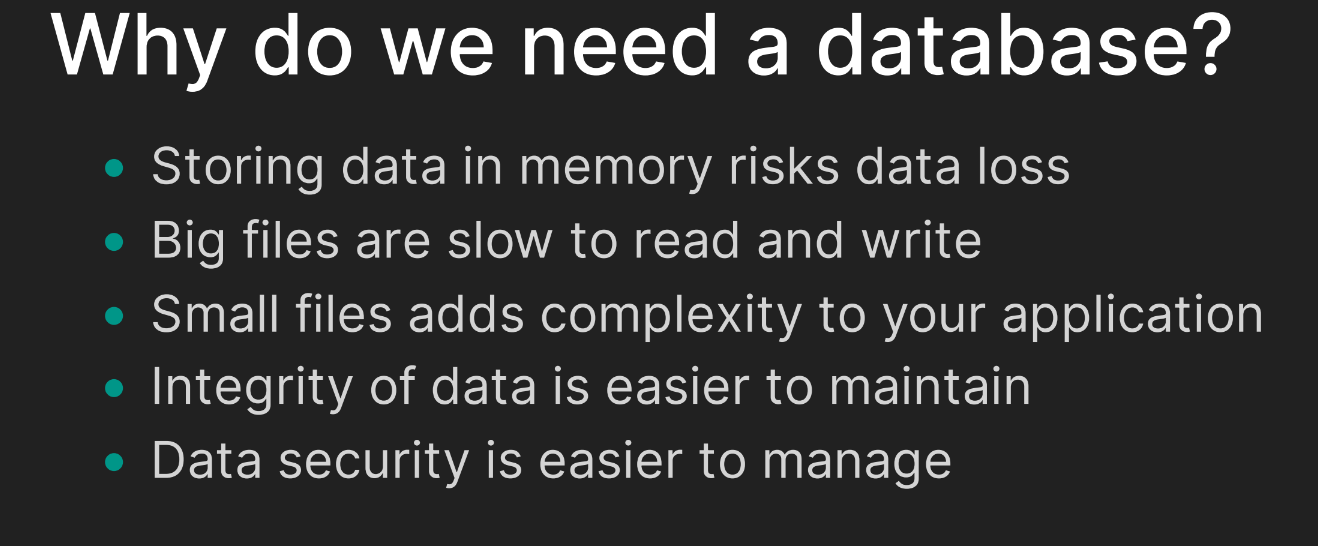 Why do we need a database?
Storing data in memory risks data loss
Big files are slow to read and write
Small files adds complexity to your application
Integrity of data is easier to maintain
Data security is easier to manage